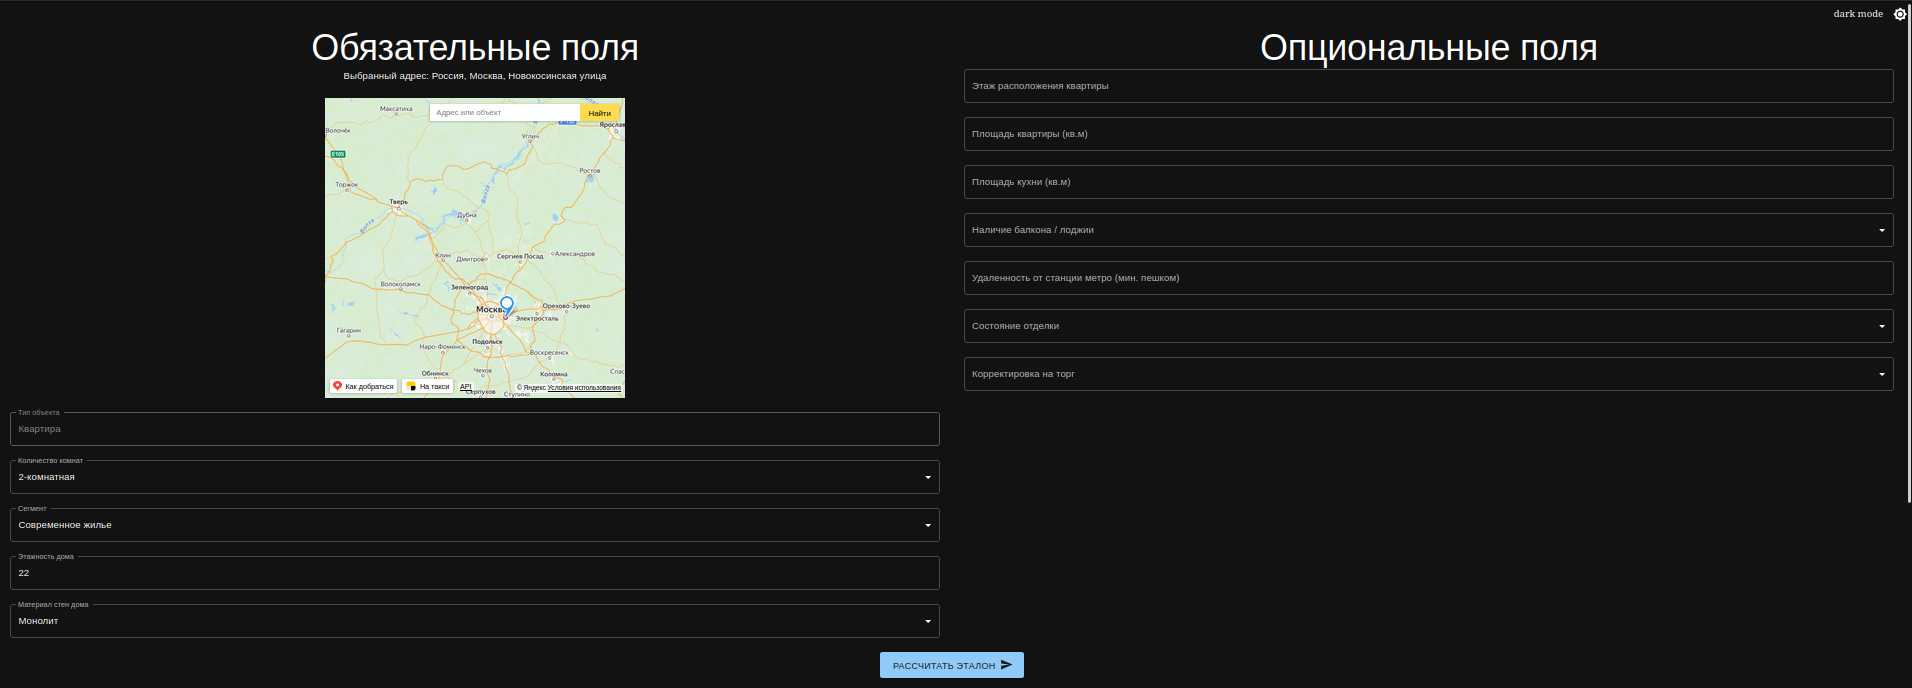 dark mode
Обязательные поля
Выбранный адрес: Россия, Москва, Новокосинская улица
Адрес или объект
Найти
Максатиха
Волочёк
Углич
Ярославль
E105
Ростов
Торжок
Волга
Тверь
Дубна
Волга
Клин
Дмитров
Сергиев Посад
Александров
Волоколамск
Зеленоград
Москва
Орехово-Зуево
Электросталь
Гагарин
Подольск
Наро-Фоминск
Воскресенск
Обнинск
Чехов
Коломна
Спас
Как добраться
На такси
API
© Яндекс Условия использования
Серпухов
Ступино
Тип объекта
Квартира
Количество комнат
2-комнатная
Сегмент
Современное жилье
Этажность дома
22
Материал стен дома
Монолит
Опциональные поля
Этаж расположения квартиры
Площадь квартиры (кв.м)
Площадь кухни (кв.м)
Наличие балкона / лоджии
Удаленность от станции метро (мин. пешком)
Состояние отделки
Корректировка на торг
РАССЧИТАТЬ ЭТАЛОН